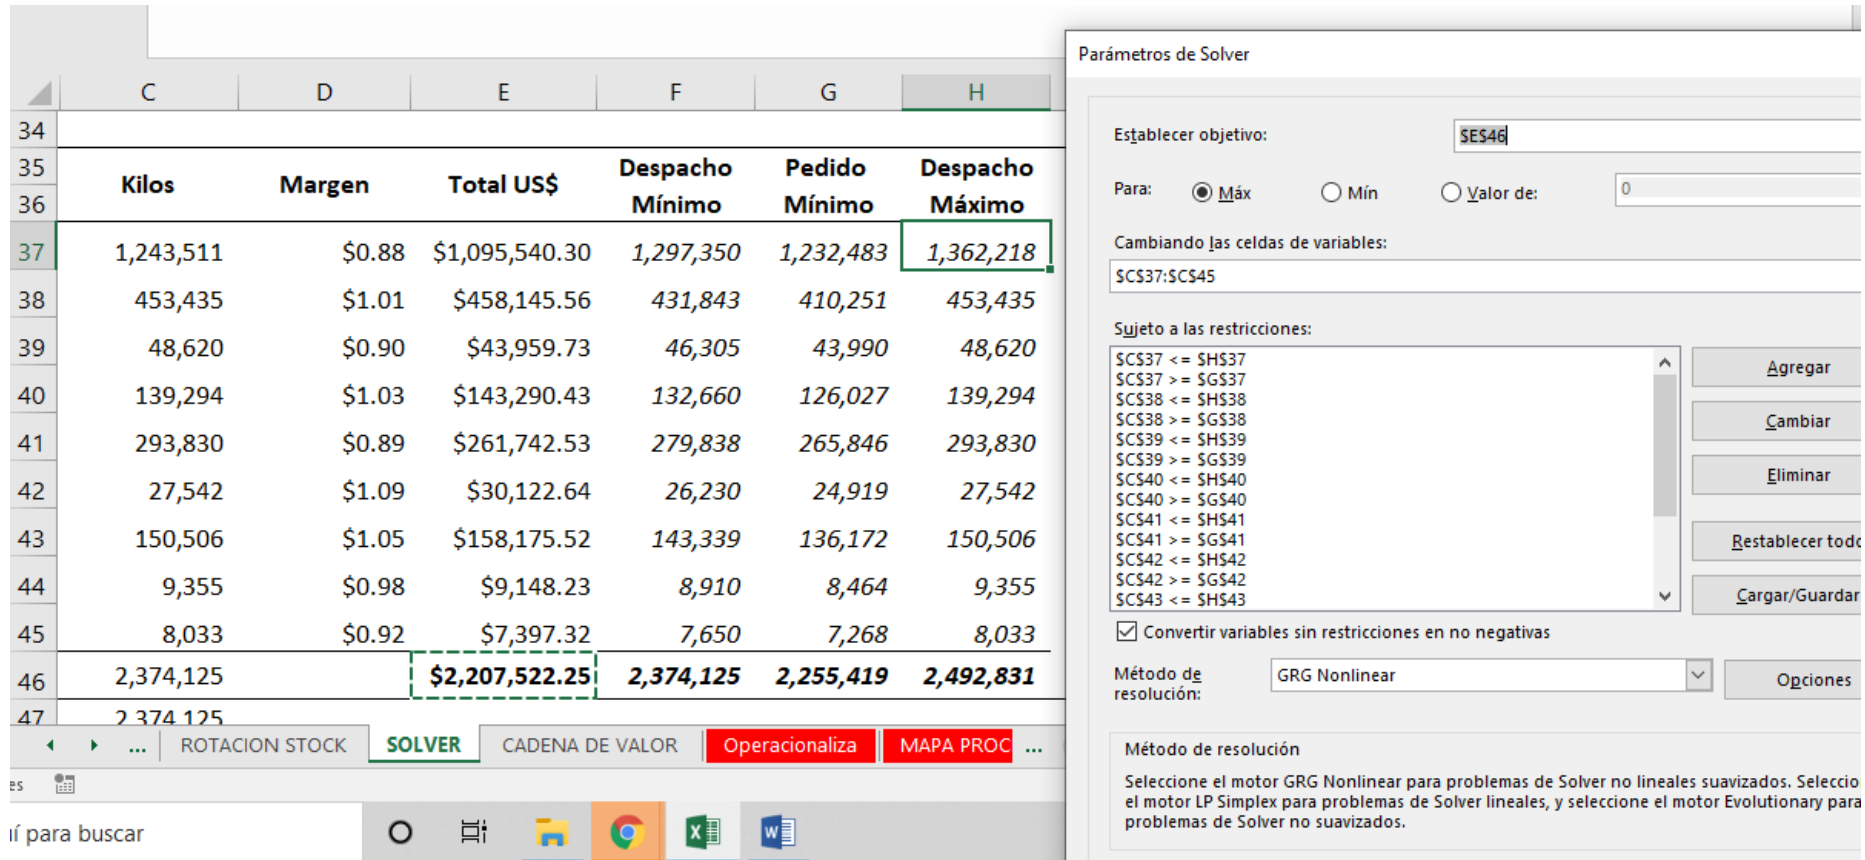 C D E F G H
34
35 Despacho Pedido Despacho
Kilos Margen Total US$
36 Mínimo Mínimo Máximo
37 1,243,511 $0.88 $1,095,540.30 1,297,350 1,232,483 1,362,218
38 453,435 $1.01 $458,145.56 431,843 410,251 453,435
39 48,620 $0.90 $43,959.73 46,305 43,990 48,620
40 139,294 $1.03 $143,290.43 132,660 126,027 139,294
41 293,830 $0.89 $261,742.53 279,838 265,846 293,830
42 27,542 $1.09 $30,122.64 26,230 24,919 27,542
43 150,506 $1.05 $158,175.52 143,339 136,172 150,506
44 9,355 $0.98 $9,148.23 8,910 8,464 9,355
45 8,033 $0.92 $7,397.32 7,650 7,268 8,033
46 2,374,125 $2,207,522.25 2,374,125 2,255,419 2,492,831
47 2 374 125
... ROTACION STOCK SOLVER CADENA DE VALOR Operacionaliza MAPA PROC ...
es
uí para buscar
Parámetros de Solver
Establecer objetivo: $E$46
Para: Máx Mín Valor de: 0
Cambiando las celdas de variables:
$C$37:$C$45
Sujeto a las restricciones:
$C$37 <= $H$37
$C$37 >= $G$37
$C$38 <= $H$38
$C$38 >= $G$38
$C$39 <= $H$39
$C$39 >= $G$39
$C$40 <= $H$40
$C$40 >= $G$40
$C$41 <= $H$41
$C$41 >= $G$41
$C$42 <= $H$42
$C$42 >= $G$42
$C$43 <= $H$43
Agregar
Cambiar
Eliminar
Restablecer todo
Cargar/Guardar
Convertir variables sin restricciones en no negativas
Método de
resolución:
GRG Nonlinear
Opciones
Método de resolución
Seleccione el motor GRG Nonlinear para problemas de Solver no lineales suavizados. Seleccio
el motor LP Simplex para problemas de Solver lineales, y seleccione el motor Evolutionary para
problemas de Solver no suavizados.